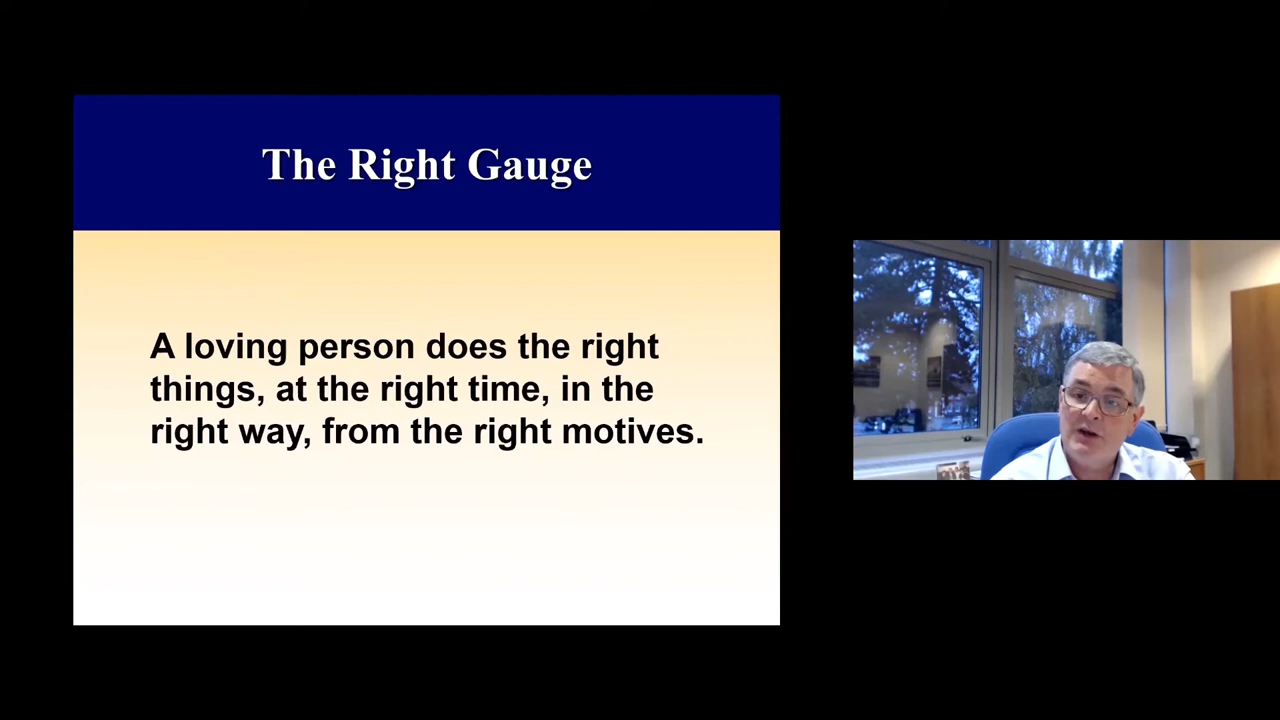 The Right Gauge
A loving person does the right
things, at the right time, in the
right way, from the right motives.